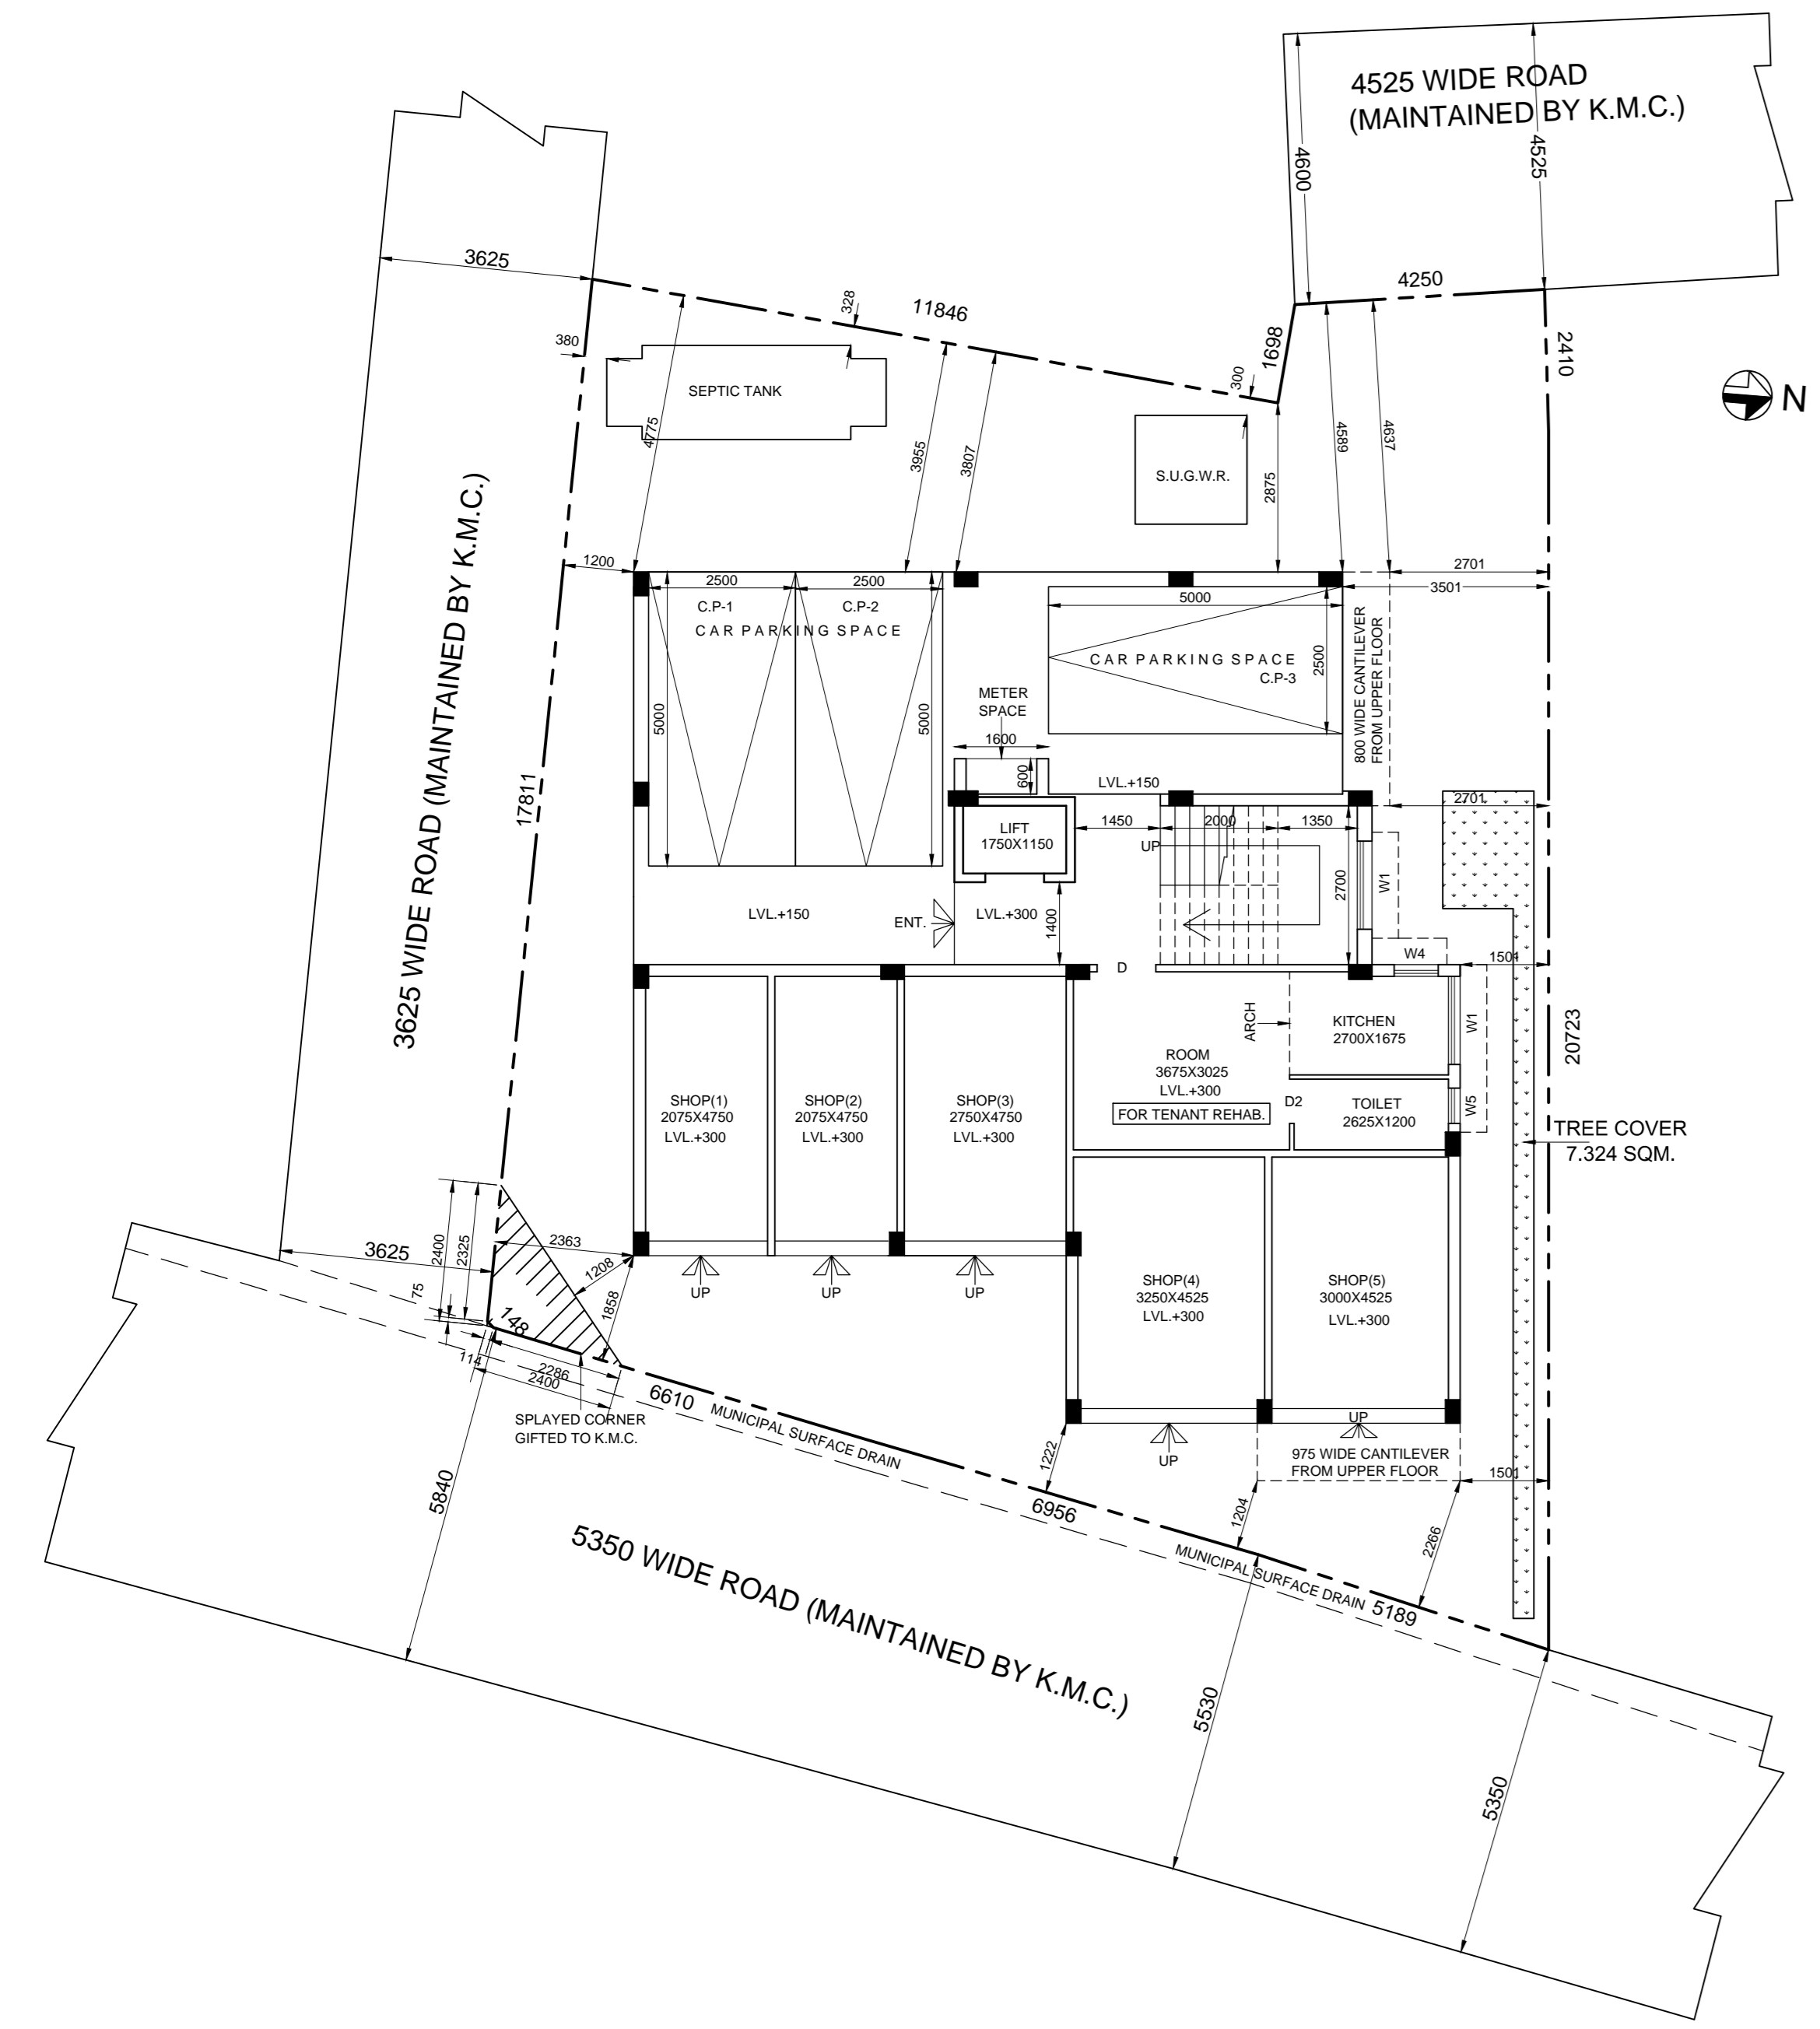 4525 WIDE ROAD
(MAINTAINED BY K.M.C.)
4600
4525
3625
4250
328
11846
380
1698
300
2410
N
SEPTIC TANK
4775
3955
3807
S.U.G.W.R.
2875
4589
4637
3625 WIDE ROAD (MAINTAINED BY K.M.C.)
1200
2701
3501
2500
2500
5000
C.P-1
C.P-2
CAR PARKING SPACE
CAR PARKING SPACE
C.P-3
2500
800 WIDE CANTILEVER
FROM UPPER FLOOR
5000
5000
METER
SPACE
1600
600
LVL.+150
17811
2701
LIFT
1750X1150
1450
2000
1350
UP
2700
W1
LVL.+150
ENT.
LVL.+300
1400
W4
D
1501
ARCH
KITCHEN
2700X1675
W1
20723
ROOM
3675X3025
LVL.+300
FOR TENANT REHAB.
D2
TOILET
2625X1200
W5
SHOP(1)
2075X4750
LVL.+300
SHOP(2)
2075X4750
LVL.+300
SHOP(3)
2750X4750
LVL.+300
TREE COVER
7.324 SQM.
3625
2400
2325
75
2363
1208
1858
UP
UP
UP
148
114
2286
2400
SHOP(4)
3250X4525
LVL.+300
SHOP(5)
3000X4525
LVL.+300
6610
MUNICIPAL SURFACE DRAIN
SPLAYED CORNER
GIFTED TO K.M.C.
UP
UP
975 WIDE CANTILEVER
FROM UPPER FLOOR
1501
1222
6956
1204
2266
5840
MUNICIPAL SURFACE DRAIN
5189
5350 WIDE ROAD (MAINTAINED BY K.M.C.)
5530
5350